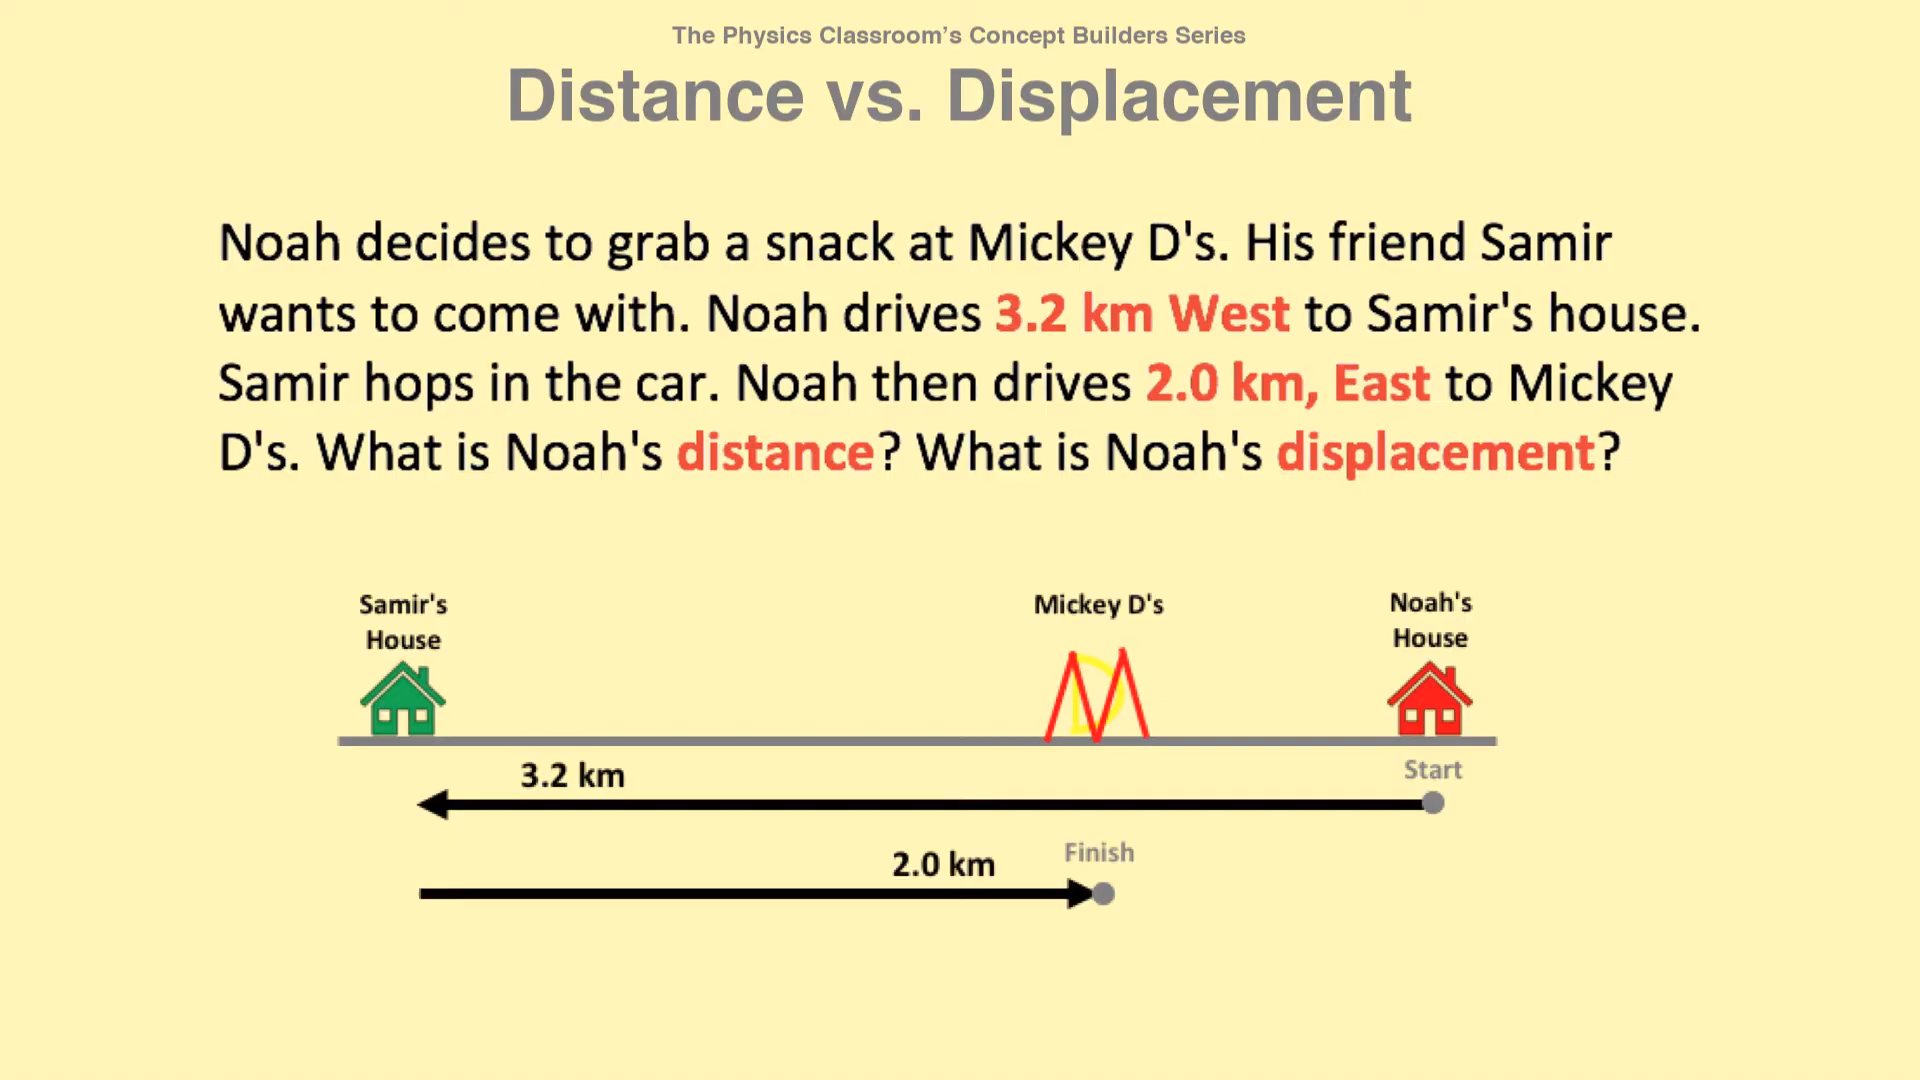 The Physics Classroom’s Concept Builders Series
Distance vs. Displacement
Noah decides to grab a snack at Mickey D's. His friend Samir
wants to come with. Noah drives 3.2 km West to Samir's house.
Samir hops in the car. Noah then drives 2.0 km, East to Mickey
D's. What is Noah's distance? What is Noah's displacement?
Samir's
House
Mickey D's
Noah's
House
3.2 km
Start
2.0 km
Finish